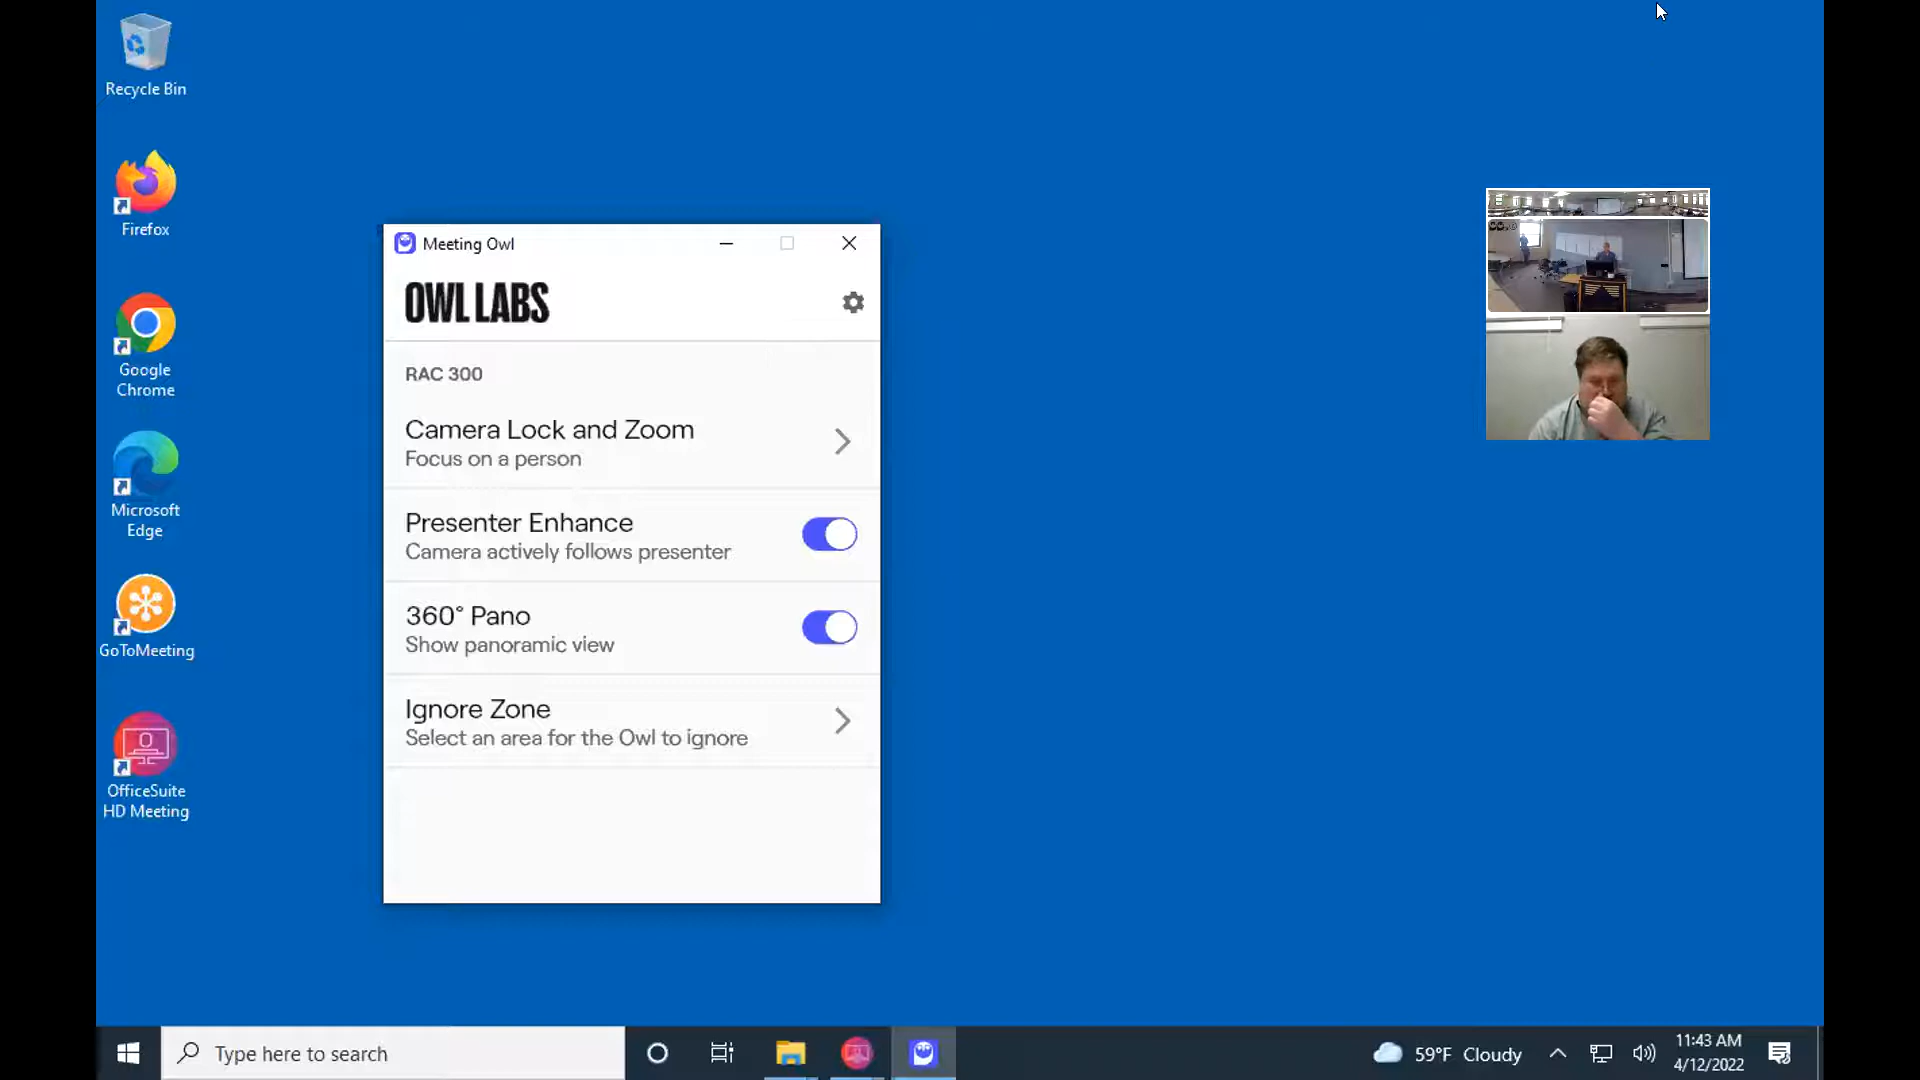 Recycle Bin
Firefox
Google
Chrome
Microsoft
Edge
GoToMeeting
OfficeSuite
HD Meeting
Meeting Owl
OWL LABS
RAC 300
Camera Lock and Zoom
Focus on a person
Presenter Enhance
Camera actively follows presenter
360° Pano
Show panoramic view
Ignore Zone
Select an area for the Owl to ignore
Type here to search
59°F Cloudy
11:43 AM
4/12/2022